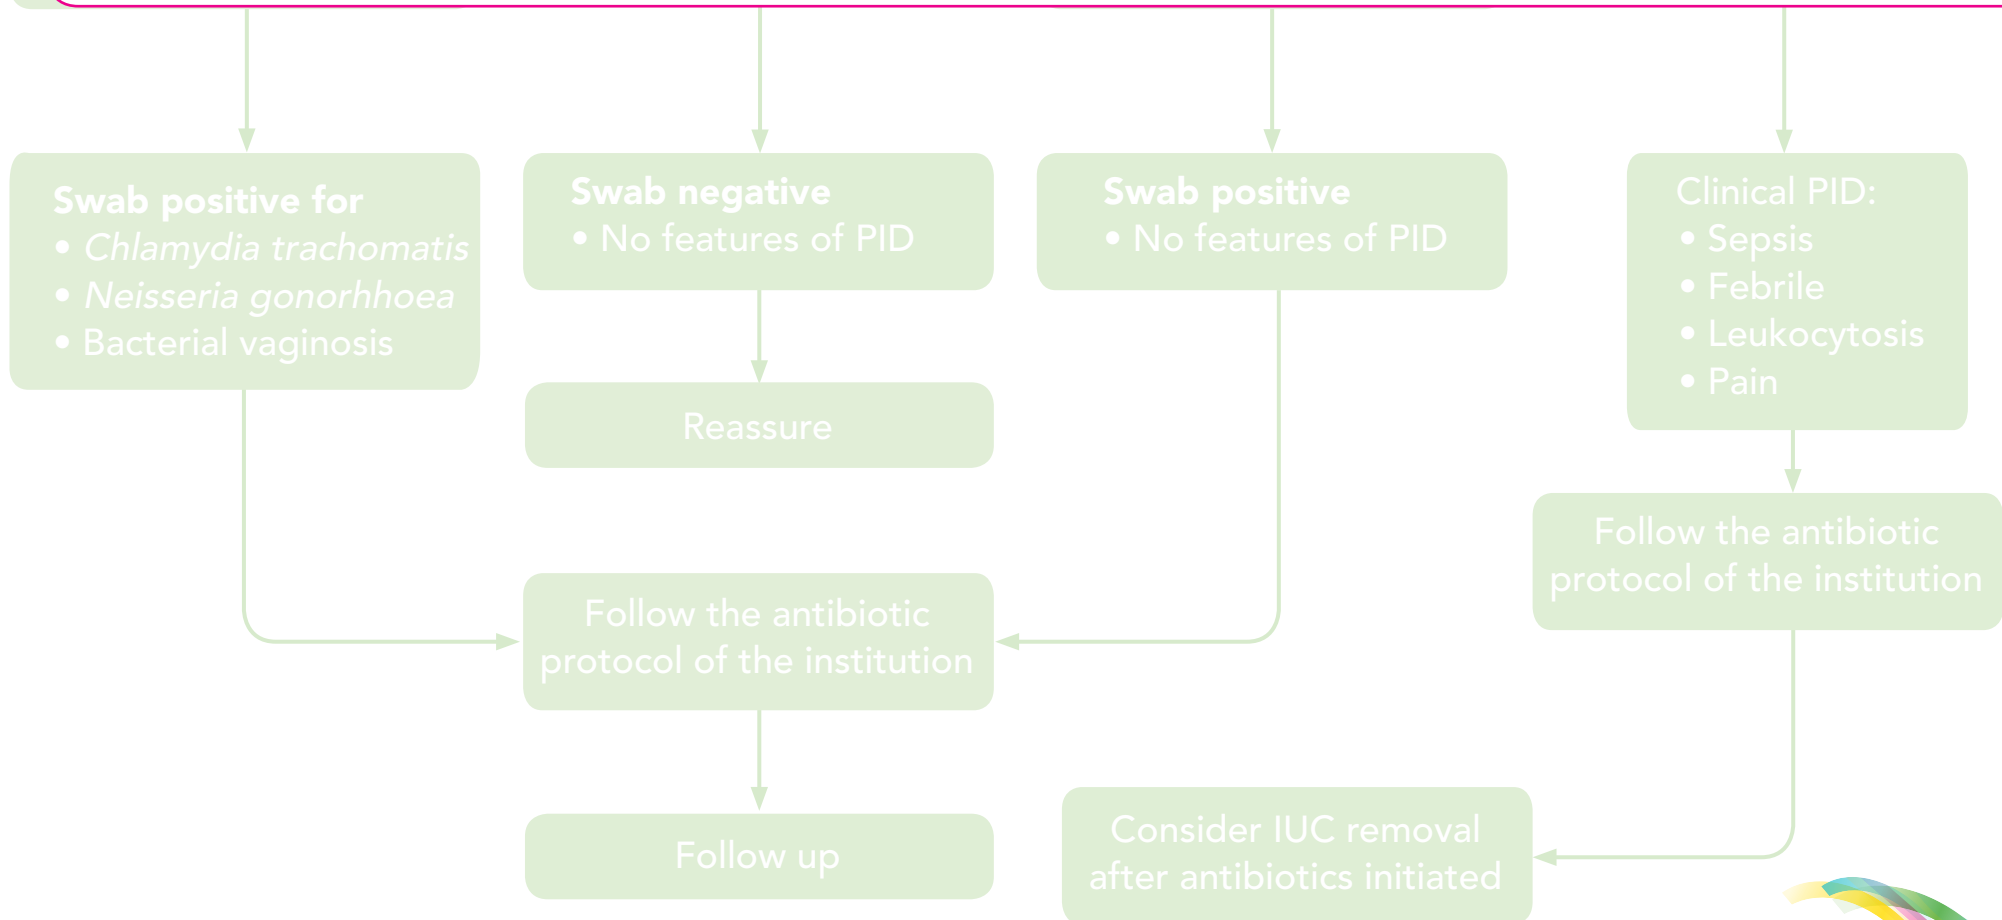 Swab positive for
• Chlamydia trachomatis
• Neisseria gonorhhoea
• Bacterial vaginosis
Swab negative
• No features of PID
Swab positive
• No features of PID
Clinical PID:
• Sepsis
• Febrile
• Leukocytosis
• Pain
Reassure
Follow the antibiotic
protocol of the institution
Follow the antibiotic
protocol of the institution
Follow up
Consider IUC removal
after antibiotics initiated